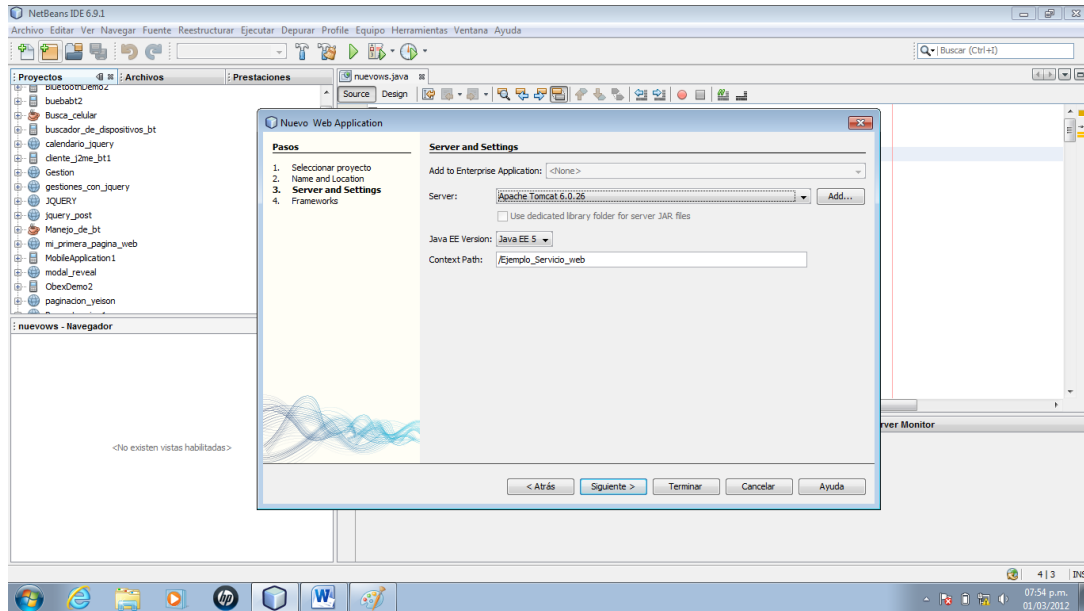 NetBeans IDE 6.9.1
Archivo Editar Ver Navegar Fuente Reestructurar Ejecutar Depurar Profile Equipo Herramientas Ventana Ayuda
Buscar (Ctrl+I)
Proyectos Archivos Prestaciones
nuevows.java
Source Design
BluetoothDemo2
buebabt2
Busca_celular
buscador_de_dispositivos_bt
calendario_jquery
cliente_j2me_bt1
Gestion
gestiones_con_jquery
JQUERY
jquery_post
Manejo_de_bt
mi_primera_pagina_web
MobileApplication1
modal_reveal
ObexDemo2
paginacion_yeison
nuevows - Navegador
<No existen vistas habilitadas>
Nuevo Web Application
Pasos
1. Seleccionar proyecto
2. Name and Location
3. Server and Settings
4. Frameworks
Server and Settings
Add to Enterprise Application: <None>
Server: Apache Tomcat 6.0.26 Add...
Use dedicated library folder for server JAR files
Java EE Version: Java EE 5
Context Path: /Ejemplo_Servicio_web
< Atrás Siguiente > Terminar Cancelar Ayuda
rver Monitor
4|3 INS
hp W
07:54 p.m.
01/03/2012